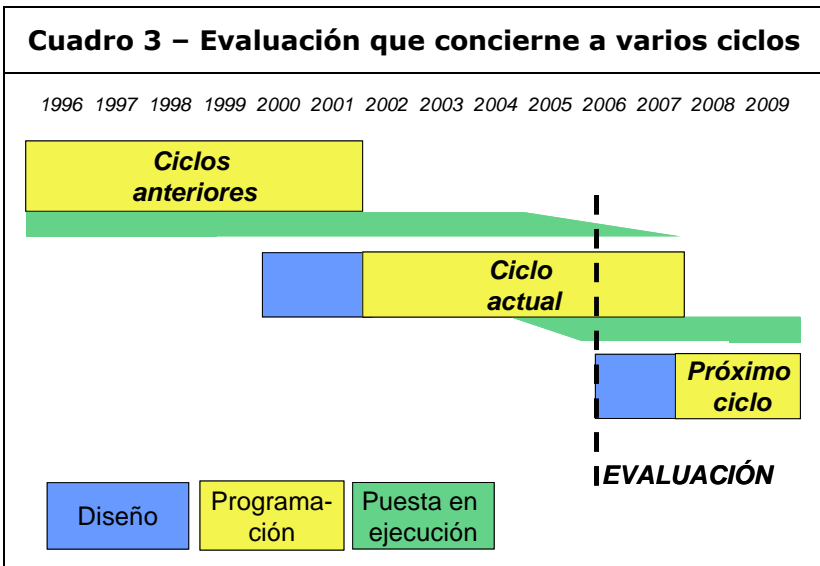 Cuadro 3 – Evaluación que concierne a varios ciclos
1996 1997 1998 1999 2000 2001 2002 2003 2004 2005 2006 2007 2008 2009
Ciclos
anteriores
Ciclo
actual
Próximo
ciclo
EVALUACIÓN
Diseño
Programa-
ción
Puesta en
ejecución